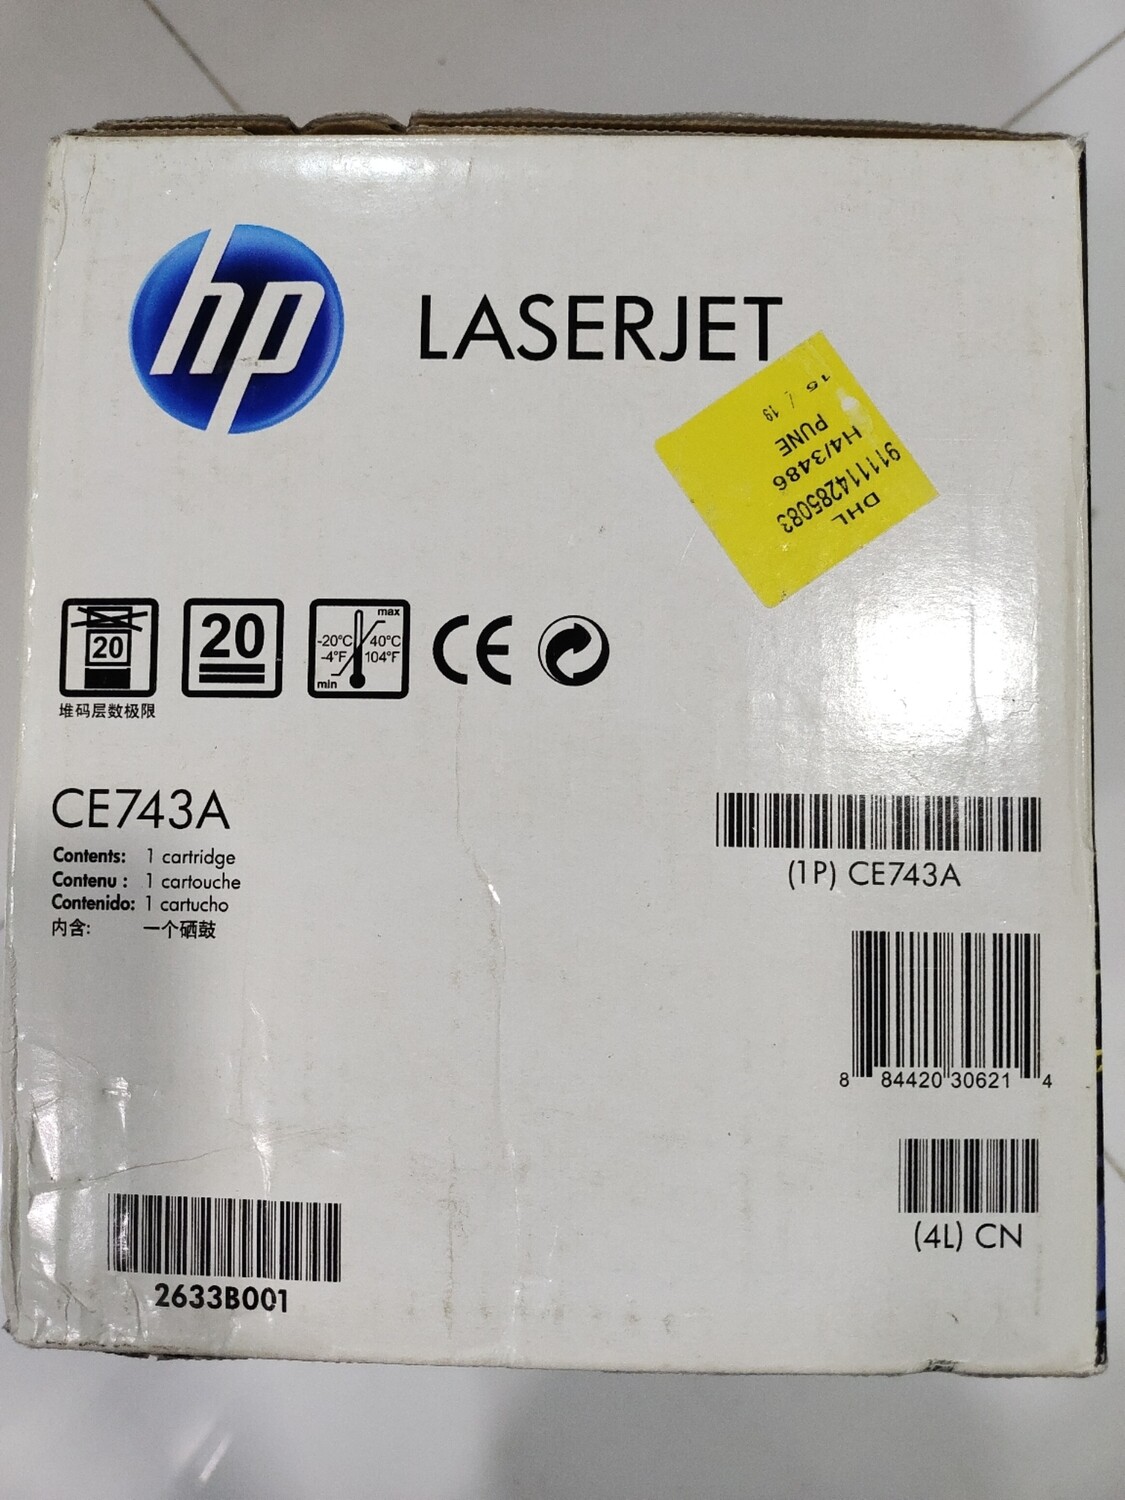 hp
LASERJET
DHL
911114285083
H4/3486
PUNE
15 / 19
20
20
max
-20°C 40°C
-4°F 104°F
min
CE
堆码层数极限
CE743A
Contents: 1 cartridge
Contenu : 1 cartouche
Contenido: 1 cartucho
内含: 一个硒鼓
(1P) CE743A
8 84420 30621 4
(4L) CN
2633B001